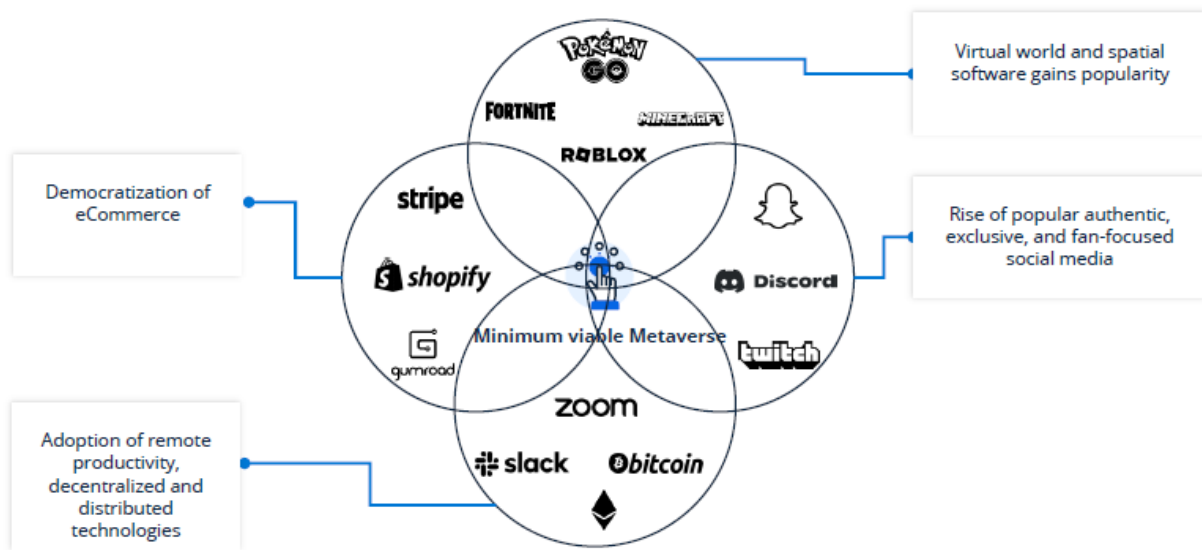 POKÉMON
GO
FORTNITE
MINECRAFT
ROBLOX
Virtual world and spatial
software gains popularity
Democratization of
eCommerce
stripe
shopify
gumroad
Rise of popular authentic,
exclusive, and fan-focused
social media
Discord
twitch
Minimum viable Metaverse
zoom
slack
bitcoin
Adoption of remote
productivity,
decentralized and
distributed
technologies